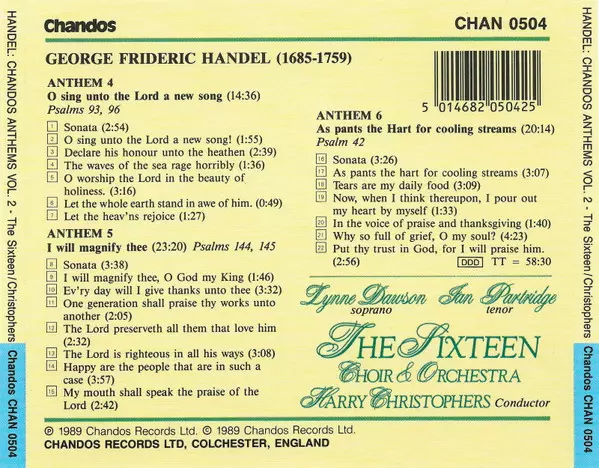 Chandos
CHAN 0504
GEORGE FRIDERIC HANDEL (1685-1759)
ANTHEM 4
O sing unto the Lord a new song (14:36)
Psalms 93, 96
1 Sonata (2:54)
2 O sing unto the Lord a new song! (1:55)
3 Declare his honour unto the heathen (2:39)
4 The waves of the sea rage horribly (1:36)
5 O worship the Lord in the beauty of
holiness. (3:16)
6 Let the whole earth stand in awe of him. (0:49)
7 Let the heav'ns rejoice (1:27)
ANTHEM 5
I will magnify thee (23:20) Psalms 144, 145
8 Sonata (3:38)
9 I will magnify thee, O God my King (1:46)
10 Ev'ry day will I give thanks unto thee (3:32)
11 One generation shall praise thy works unto
another (2:05)
12 The Lord preserveth all them that love him
(2:32)
13 The Lord is righteous in all his ways (3:08)
14 Happy are the people that are in such a
case (3:57)
15 My mouth shall speak the praise of the
Lord (2:42)
5 014682 050425
ANTHEM 6
As pants the Hart for cooling streams (20:14)
Psalm 42
16 Sonata (3:26)
17 As pants the hart for cooling streams (3:07)
18 Tears are my daily food (3:09)
19 Now, when I think thereupon, I pour out
my heart by myself (1:33)
20 In the voice of praise and thanksgiving (1:40)
21 Why so full of grief, O my soul? (4:23)
22 Put thy trust in God, for I will praise him.
(2:56) DDD TT = 58:30
Lynne Dawson Ian Partridge
soprano tenor
THE SIXTEEN
CHOIR & ORCHESTRA
HARRY CHRISTOPHERS Conductor
℗ 1989 Chandos Records Ltd. © 1989 Chandos Records Ltd.
CHANDOS RECORDS LTD, COLCHESTER, ENGLAND
HANDEL: CHANDOS ANTHEMS VOL. 2 - The Sixteen/Christophers Chandos CHAN 0504
HANDEL: CHANDOS ANTHEMS VOL. 2 - The Sixteen/Christophers Chandos CHAN 0504